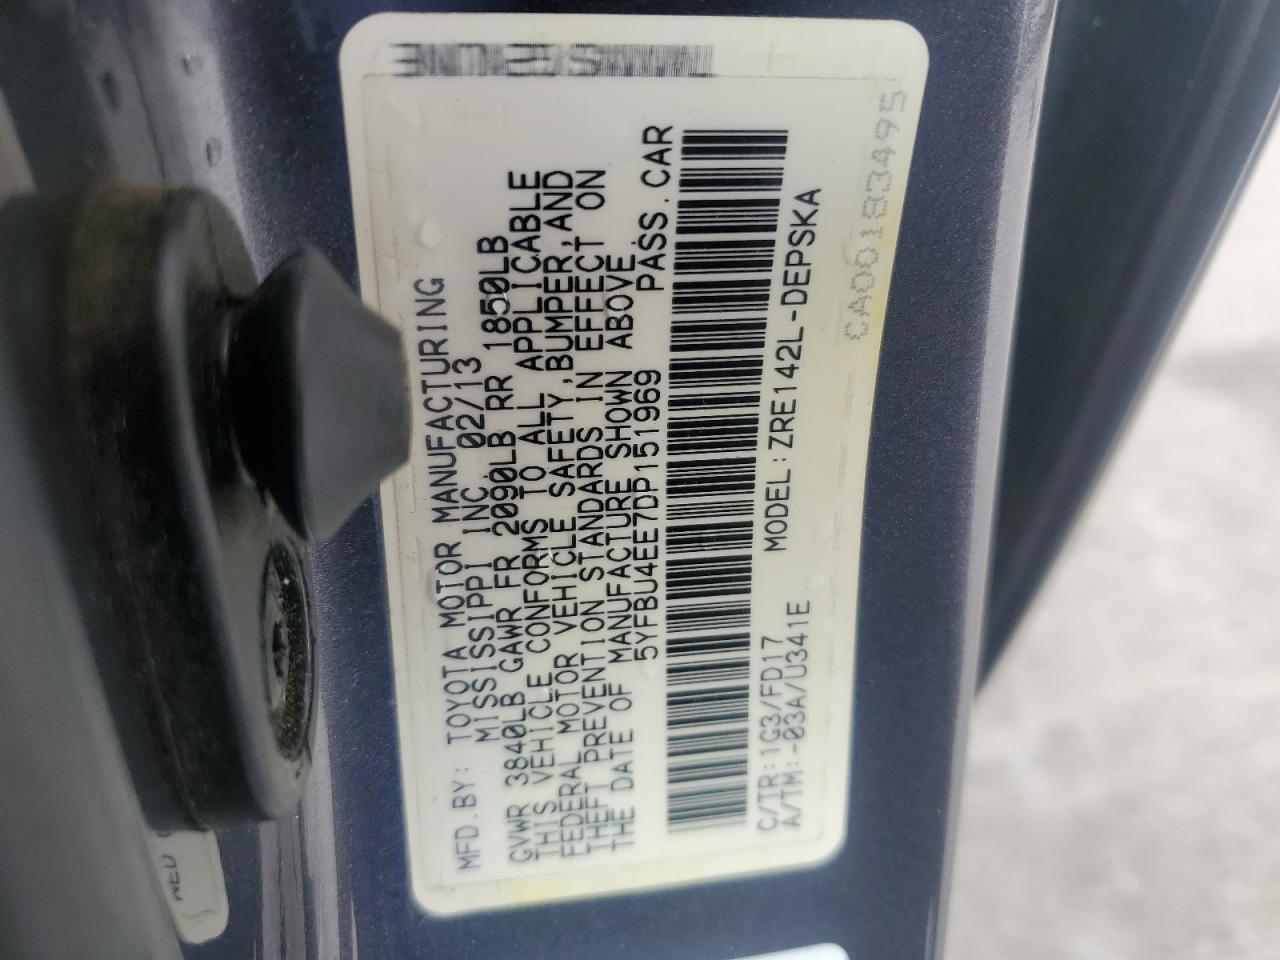 MFD.BY: TOYOTA MOTOR MANUFACTURING
MISSISSIPPI INC. 02/13
GVWR 3840LB GAWR FR 2090LB RR 1850LB
THIS VEHICLE CONFORMS TO ALL APPLICABLE
FEDERAL MOTOR VEHICLE SAFETY,BUMPER,AND
THEFT PREVENTION STANDARDS IN EFFECT ON
THE DATE OF MANUFACTURE SHOWN ABOVE.
5YFBU4EE7DP151969 PASS.CAR
C/TR:1G3/FD17 MODEL:ZRE142L-DEPSKA
A/TM:-03A/U341E
CA00183495